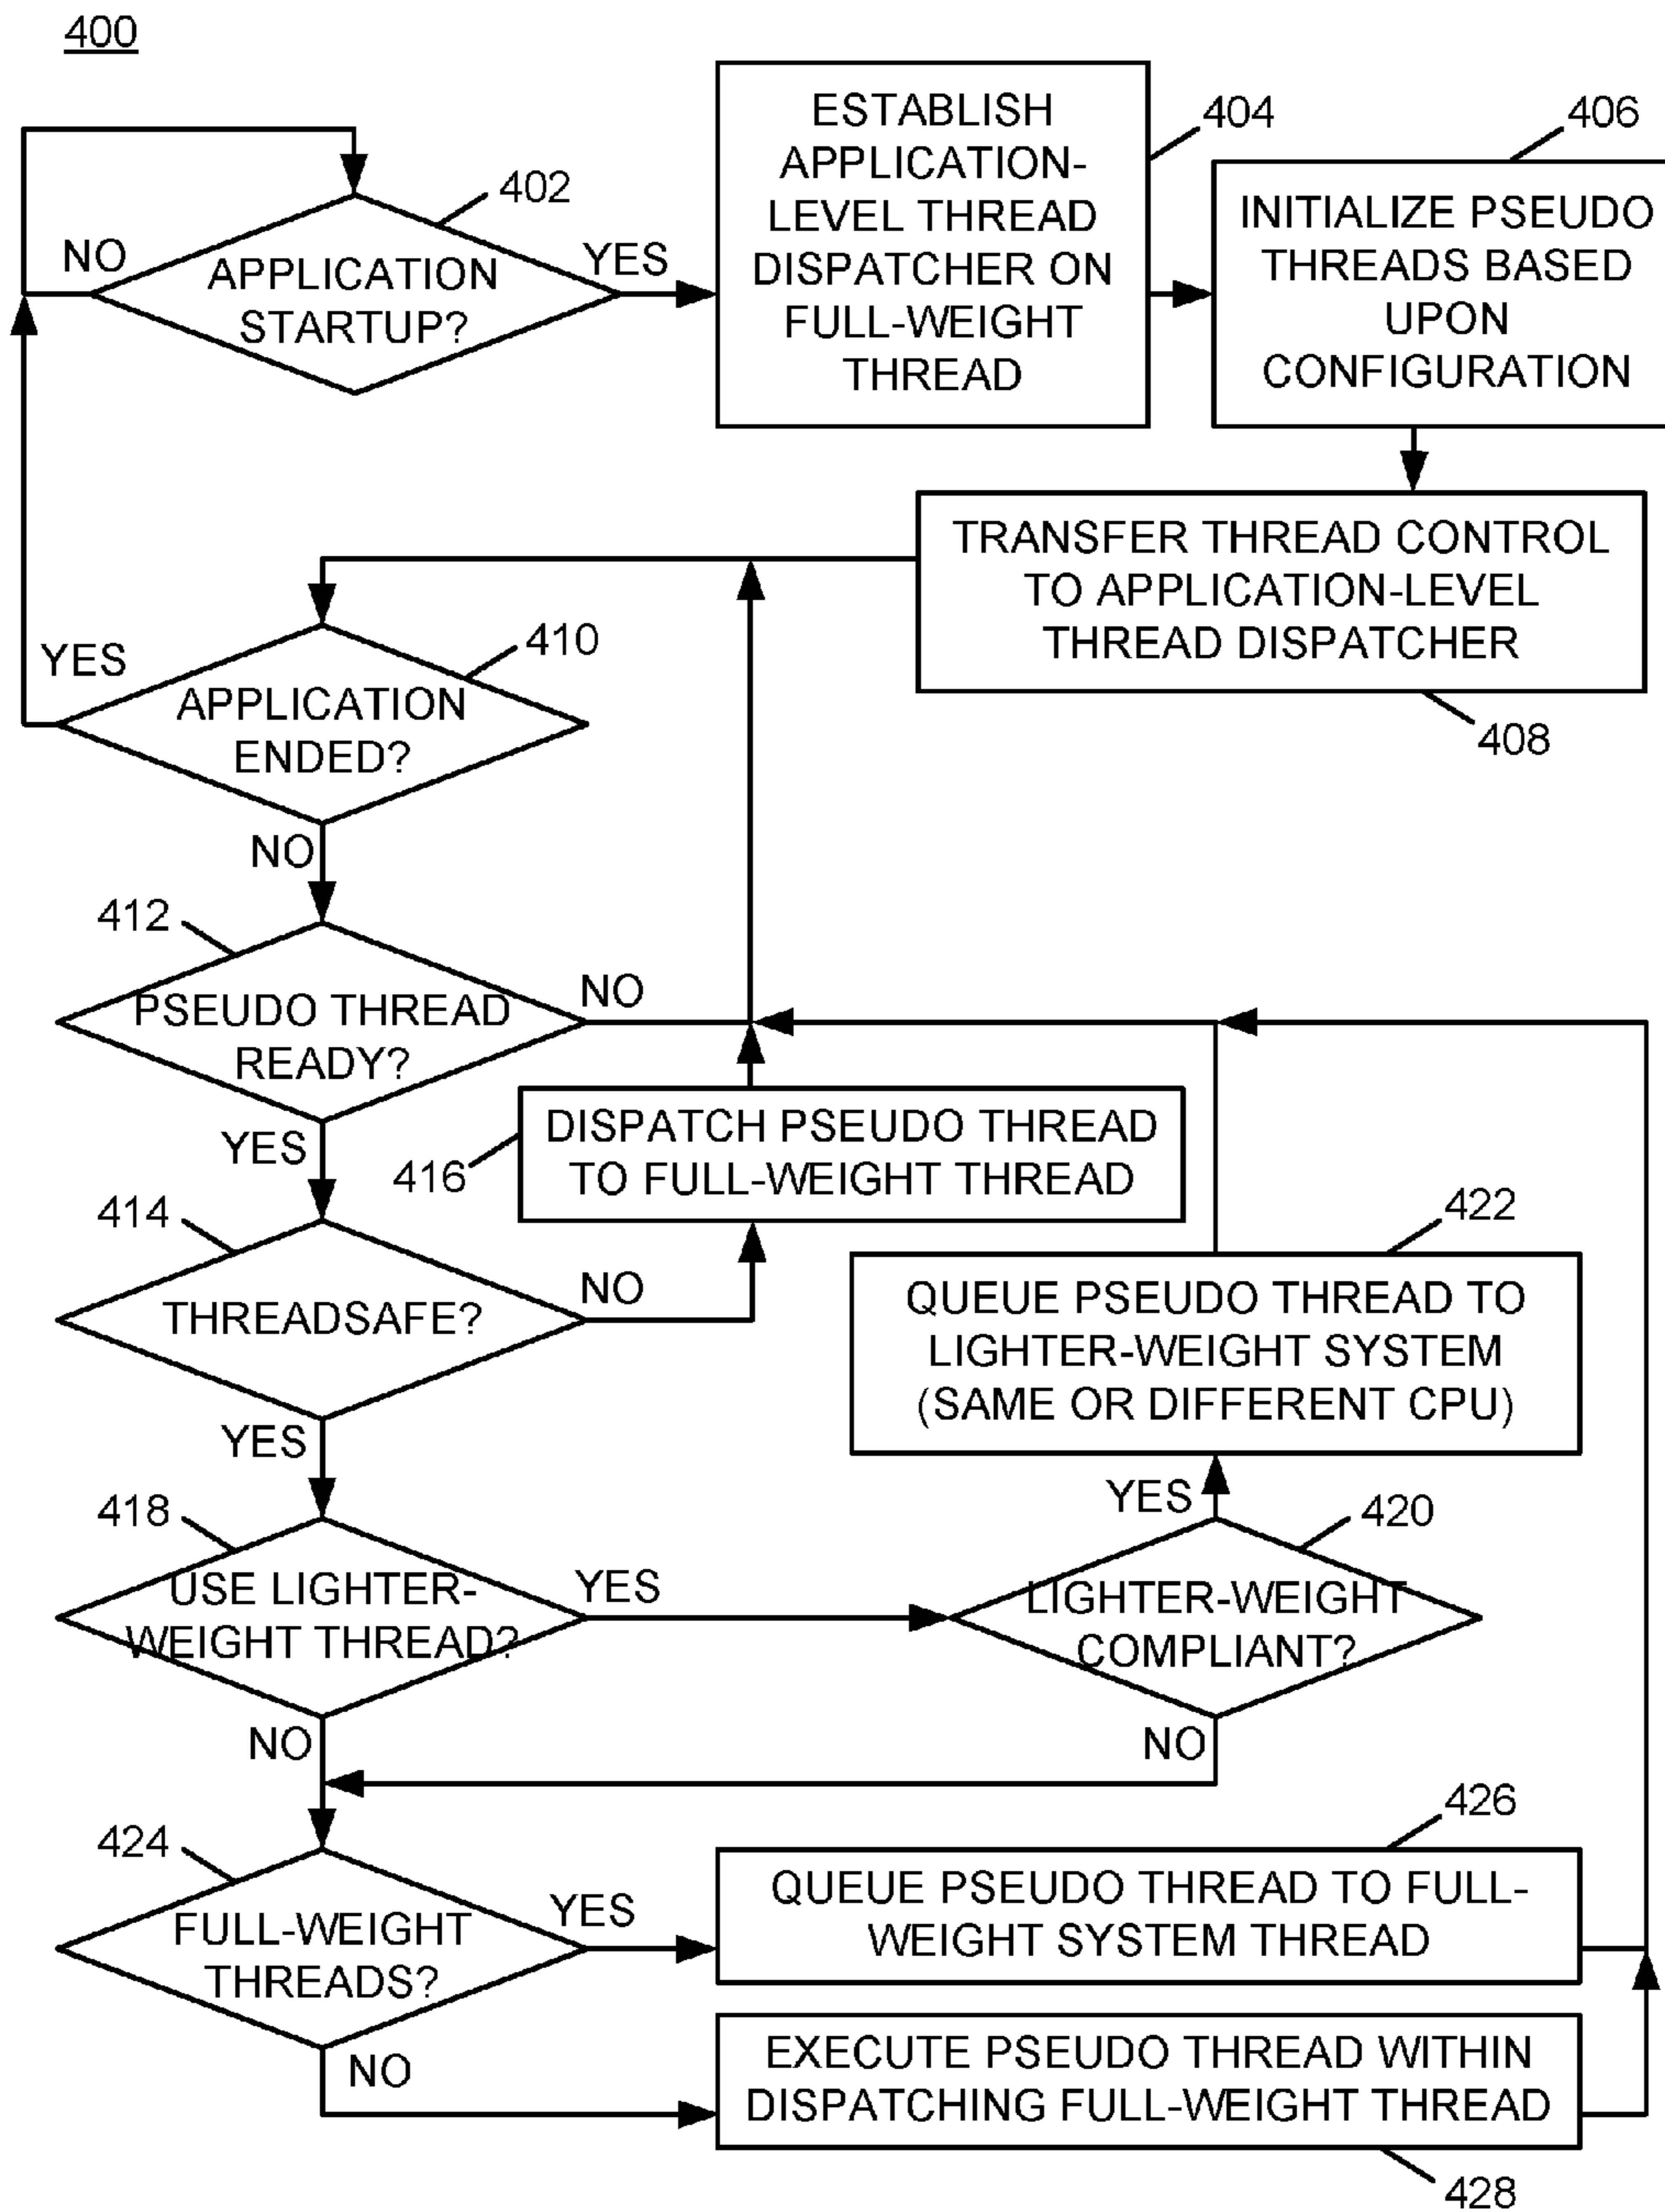 400
402
APPLICATION
STARTUP?
NO
YES
ESTABLISH
APPLICATION-
LEVEL THREAD
DISPATCHER ON
FULL-WEIGHT
THREAD
404
406
INITIALIZE PSEUDO
THREADS BASED
UPON
CONFIGURATION
TRANSFER THREAD CONTROL
TO APPLICATION-LEVEL
THREAD DISPATCHER
408
410
YES
APPLICATION
ENDED?
NO
412
PSEUDO THREAD
READY?
NO
YES
DISPATCH PSEUDO THREAD
TO FULL-WEIGHT THREAD
416
414
THREADSAFE?
NO
YES
422
QUEUE PSEUDO THREAD TO
LIGHTER-WEIGHT SYSTEM
(SAME OR DIFFERENT CPU)
418
USE LIGHTER-
WEIGHT THREAD?
YES
NO
YES
420
LIGHTER-WEIGHT
COMPLIANT?
NO
424
FULL-WEIGHT
THREADS?
YES
NO
426
QUEUE PSEUDO THREAD TO FULL-
WEIGHT SYSTEM THREAD
EXECUTE PSEUDO THREAD WITHIN
DISPATCHING FULL-WEIGHT THREAD
428